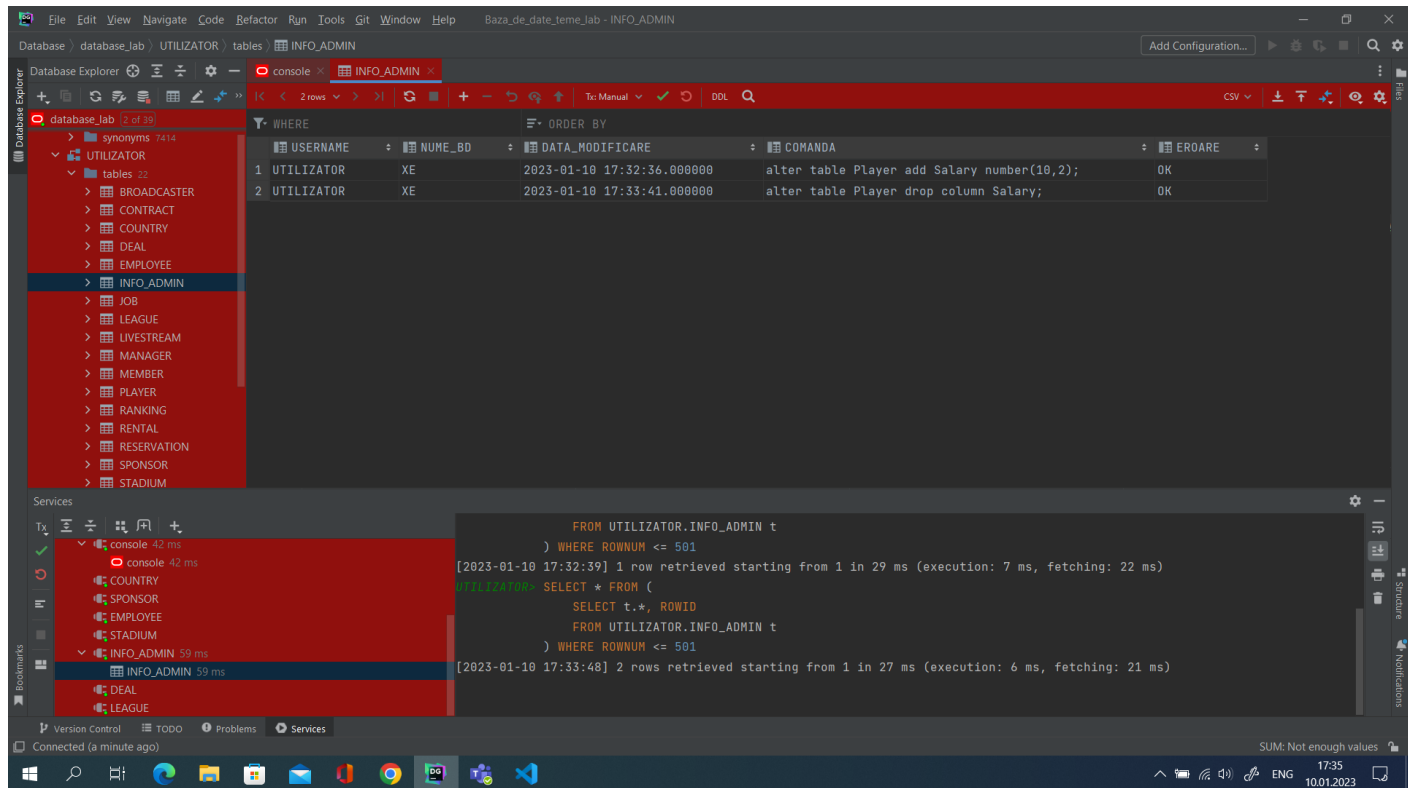 File Edit View Navigate Code Refactor Run Tools Git Window Help Baza_de_date_teme_lab - INFO_ADMIN
Database database_lab UTILIZATOR tables INFO_ADMIN Add Configuration...
Database Explorer console INFO_ADMIN
2 rows Tx: Manual DDL CSV
database_lab 2 of 39 WHERE ORDER BY
synonyms 7414
USERNAME NUME_BD DATA_MODIFICARE COMANDA EROARE
UTILIZATOR
1 UTILIZATOR XE 2023-01-10 17:32:36.000000 alter table Player add Salary number(10,2); OK
tables 22
2 UTILIZATOR XE 2023-01-10 17:33:41.000000 alter table Player drop column Salary; OK
BROADCASTER
CONTRACT
COUNTRY
DEAL
EMPLOYEE
INFO_ADMIN
JOB
LEAGUE
LIVESTREAM
MANAGER
MEMBER
PLAYER
RANKING
RENTAL
RESERVATION
SPONSOR
STADIUM
Database Explorer
Files
Services
Tx
console 42 ms
console 42 ms
COUNTRY
SPONSOR
EMPLOYEE
STADIUM
INFO_ADMIN 59 ms
INFO_ADMIN 59 ms
DEAL
LEAGUE
FROM UTILIZATOR.INFO_ADMIN t
) WHERE ROWNUM <= 501
[2023-01-10 17:32:39] 1 row retrieved starting from 1 in 29 ms (execution: 7 ms, fetching: 22 ms)
UTILIZATOR> SELECT * FROM (
SELECT t.*, ROWID
FROM UTILIZATOR.INFO_ADMIN t
) WHERE ROWNUM <= 501
[2023-01-10 17:33:48] 2 rows retrieved starting from 1 in 27 ms (execution: 6 ms, fetching: 21 ms)
Structure
Notifications
Bookmarks
Version Control TODO Problems Services
Connected (a minute ago) SUM: Not enough values
DG
ENG 17:35
10.01.2023